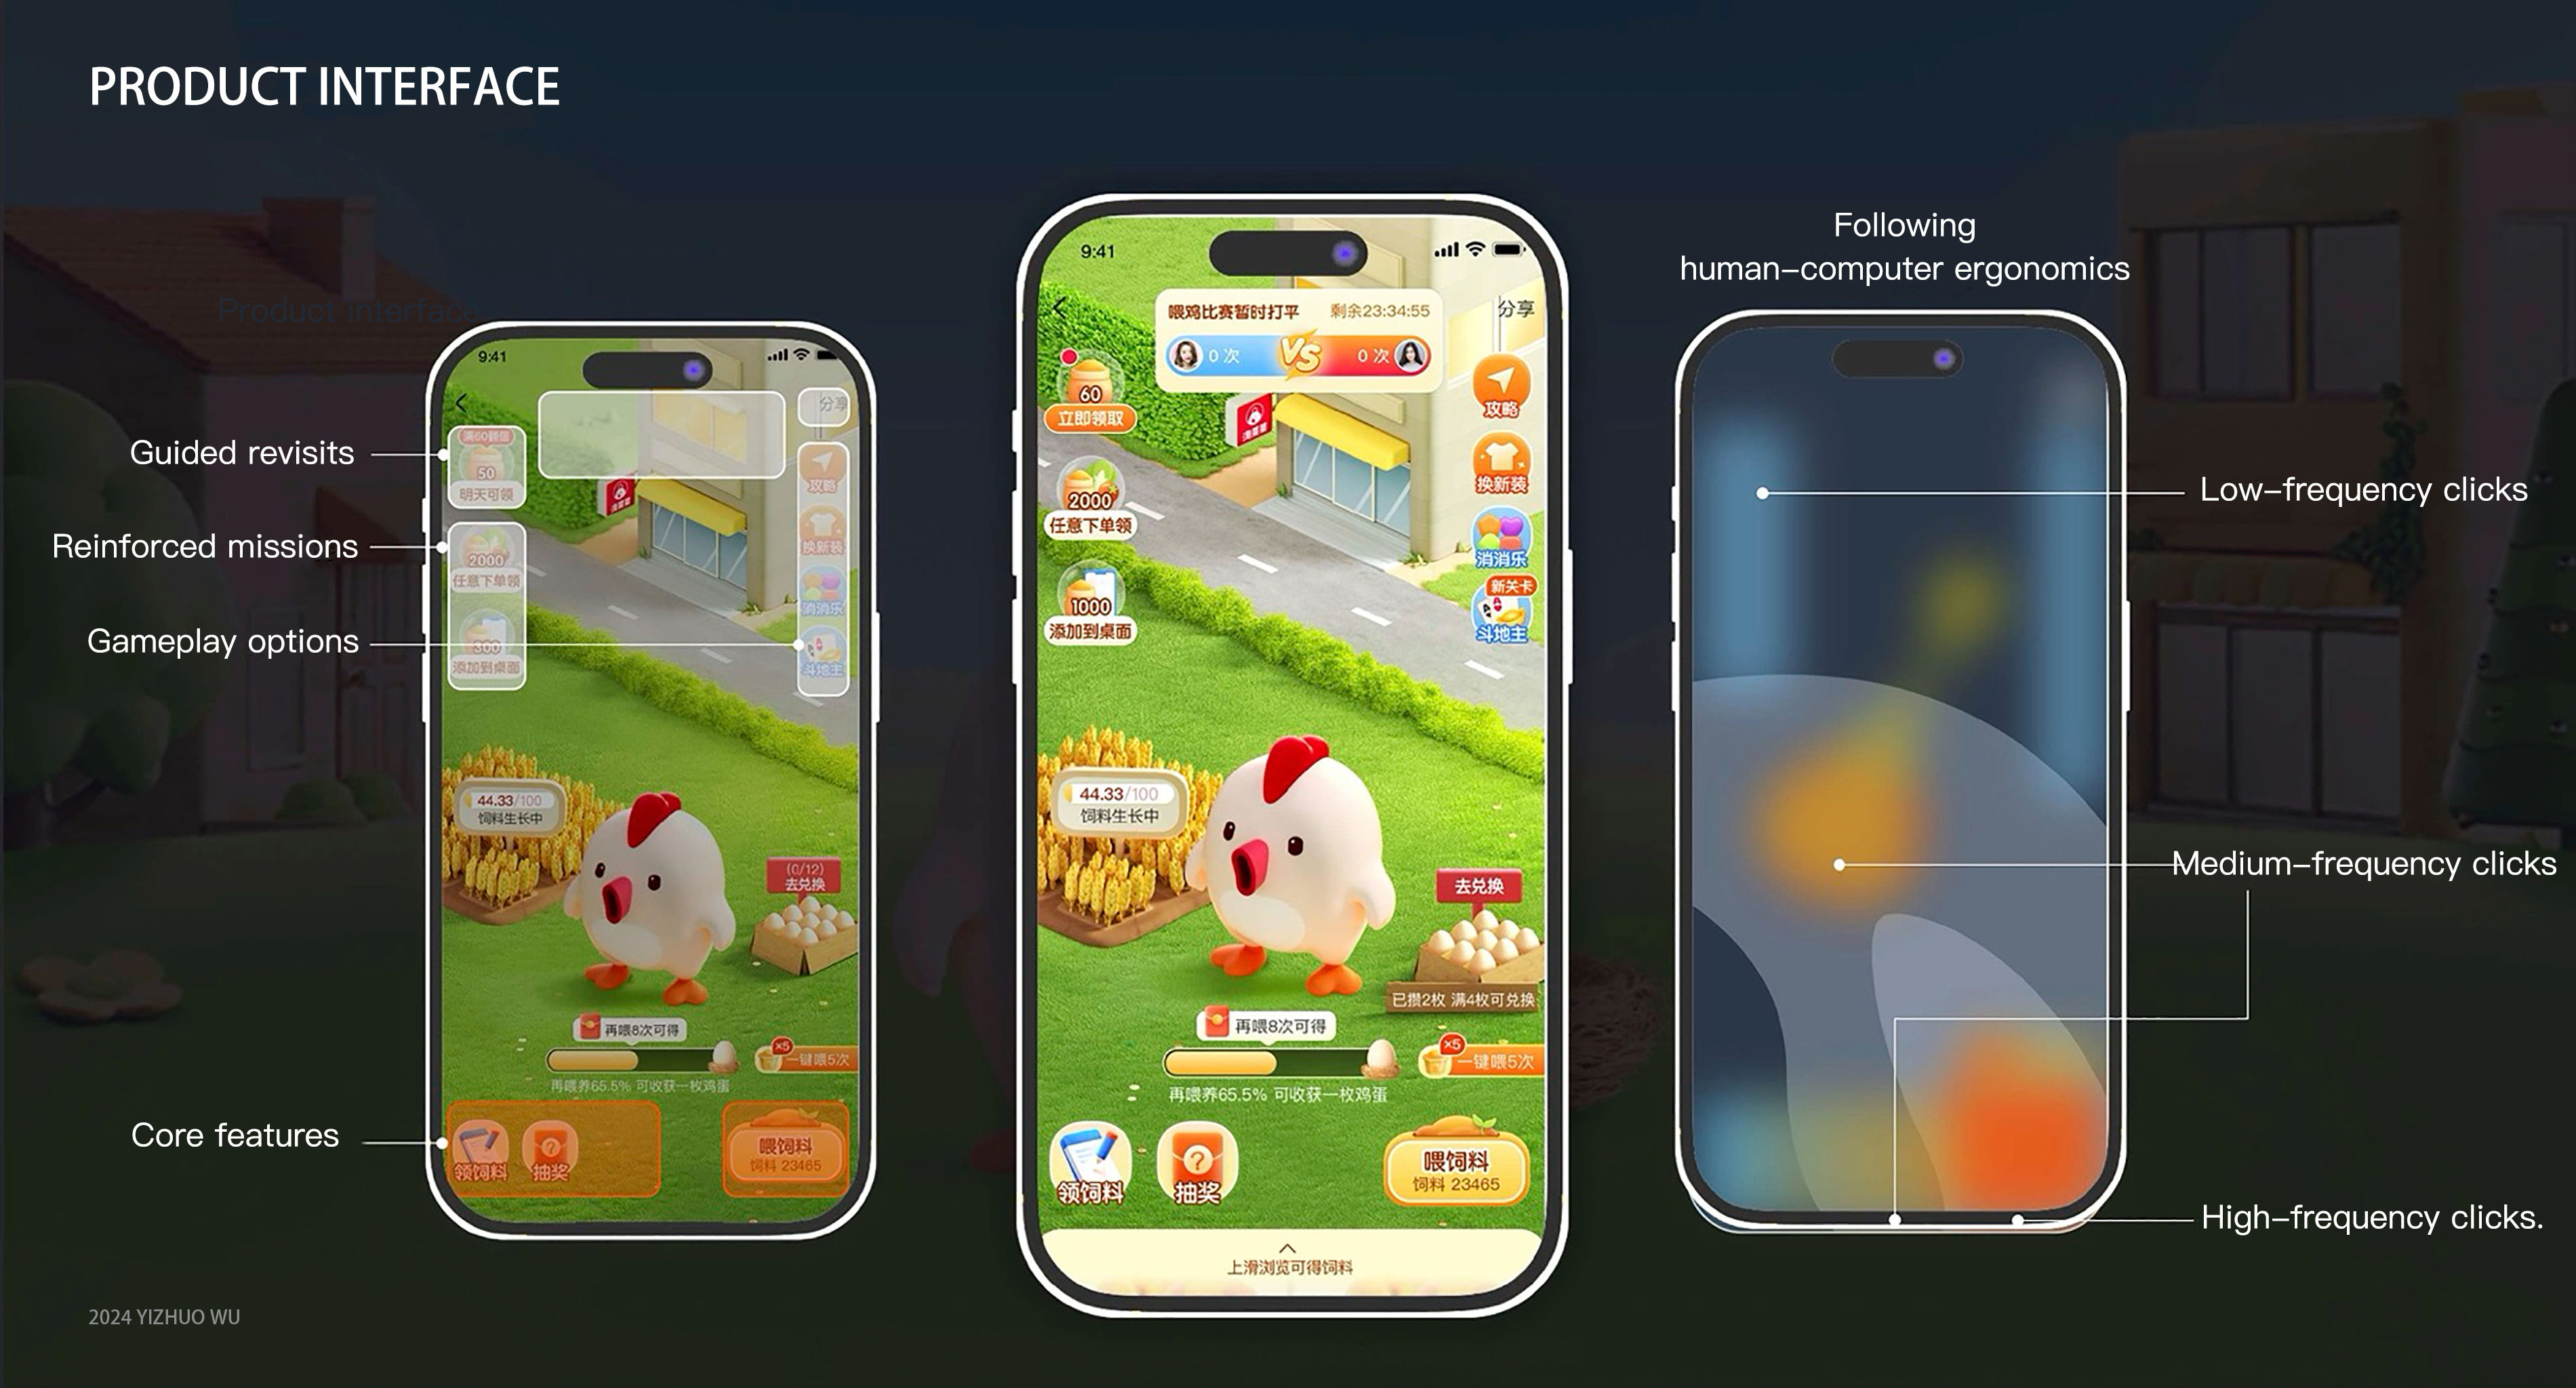 PRODUCT INTERFACE
Product interface
Guided revisits
Reinforced missions
Gameplay options
Core features
9:41
分享
满60翻倍
50
明天可领
2000
任意下单领
300
添加到桌面
攻略
换新装
消消乐
斗地主
44.33/100
饲料生长中
(0/12)
去兑换
再喂8次可得
×5
一键喂5次
再喂养65.5% 可收获一枚鸡蛋
领饲料
抽奖
喂饲料
饲料 23465
9:41
喂鸡比赛暂时打平 剩余23:34:55
0 次 VS 0 次
分享
60
立即领取
2000
任意下单领
1000
添加到桌面
攻略
换新装
消消乐
新关卡
斗地主
44.33/100
饲料生长中
去兑换
已攒2枚 满4枚可兑换
再喂8次可得
×5
一键喂5次
再喂养65.5% 可收获一枚鸡蛋
领饲料
抽奖
喂饲料
饲料 23465
上滑浏览可得饲料
Following
human-computer ergonomics
Low-frequency clicks
Medium-frequency clicks
High-frequency clicks.
2024 YIZHUO WU